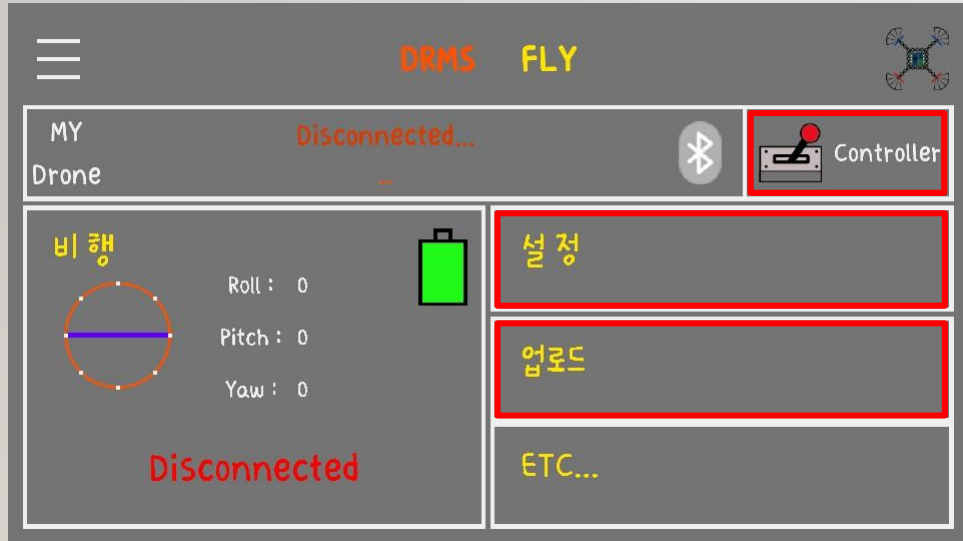 DRMS FLY
MY
Drone
Disconnected...
...
Controller
비행
Roll : 0
Pitch : 0
Yaw : 0
Disconnected
설정
업로드
ETC...